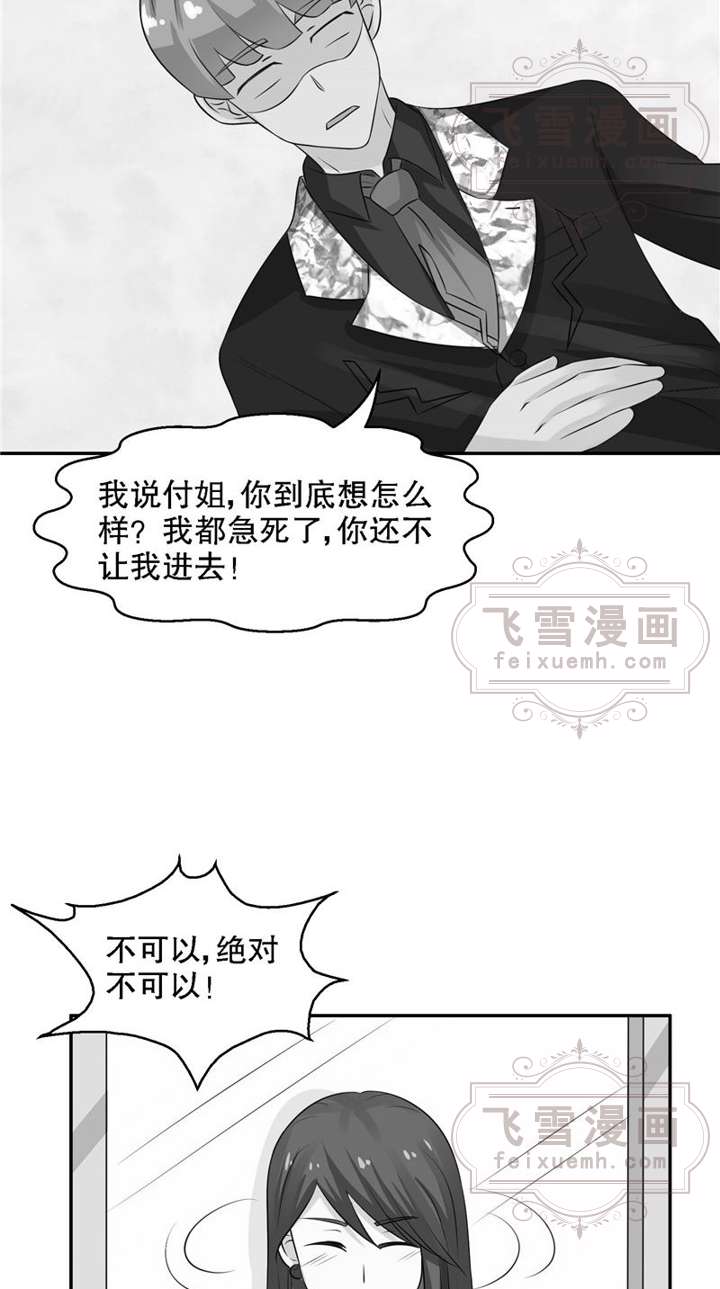 飞雪漫画
feixuemh.com
我说付姐,你到底想怎么
样? 我都急死了,你还不
让我进去!
飞雪漫画
feixuemh.com
不可以,绝对
不可以!
飞雪漫画
feixuemh.com